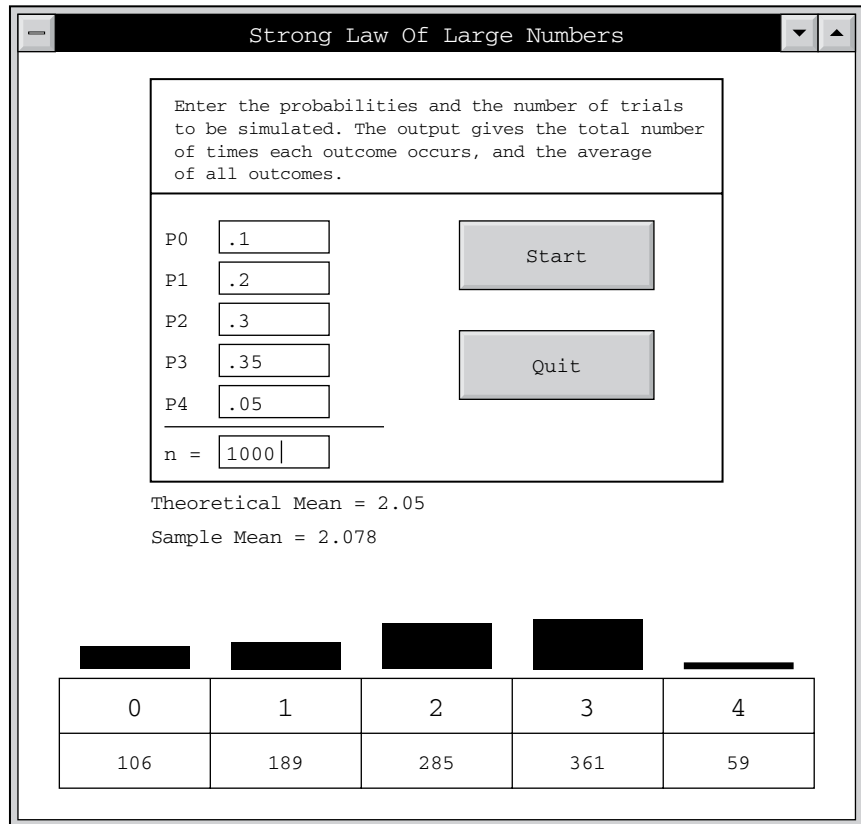 Strong Law Of Large Numbers
Enter the probabilities and the number of trials
to be simulated. The output gives the total number
of times each outcome occurs, and the average
of all outcomes.
P0 .1
Start
P1 .2
P2 .3
P3 .35
Quit
P4 .05
n = 1000
Theoretical Mean = 2.05
Sample Mean = 2.078
0 1 2 3 4
106 189 285 361 59